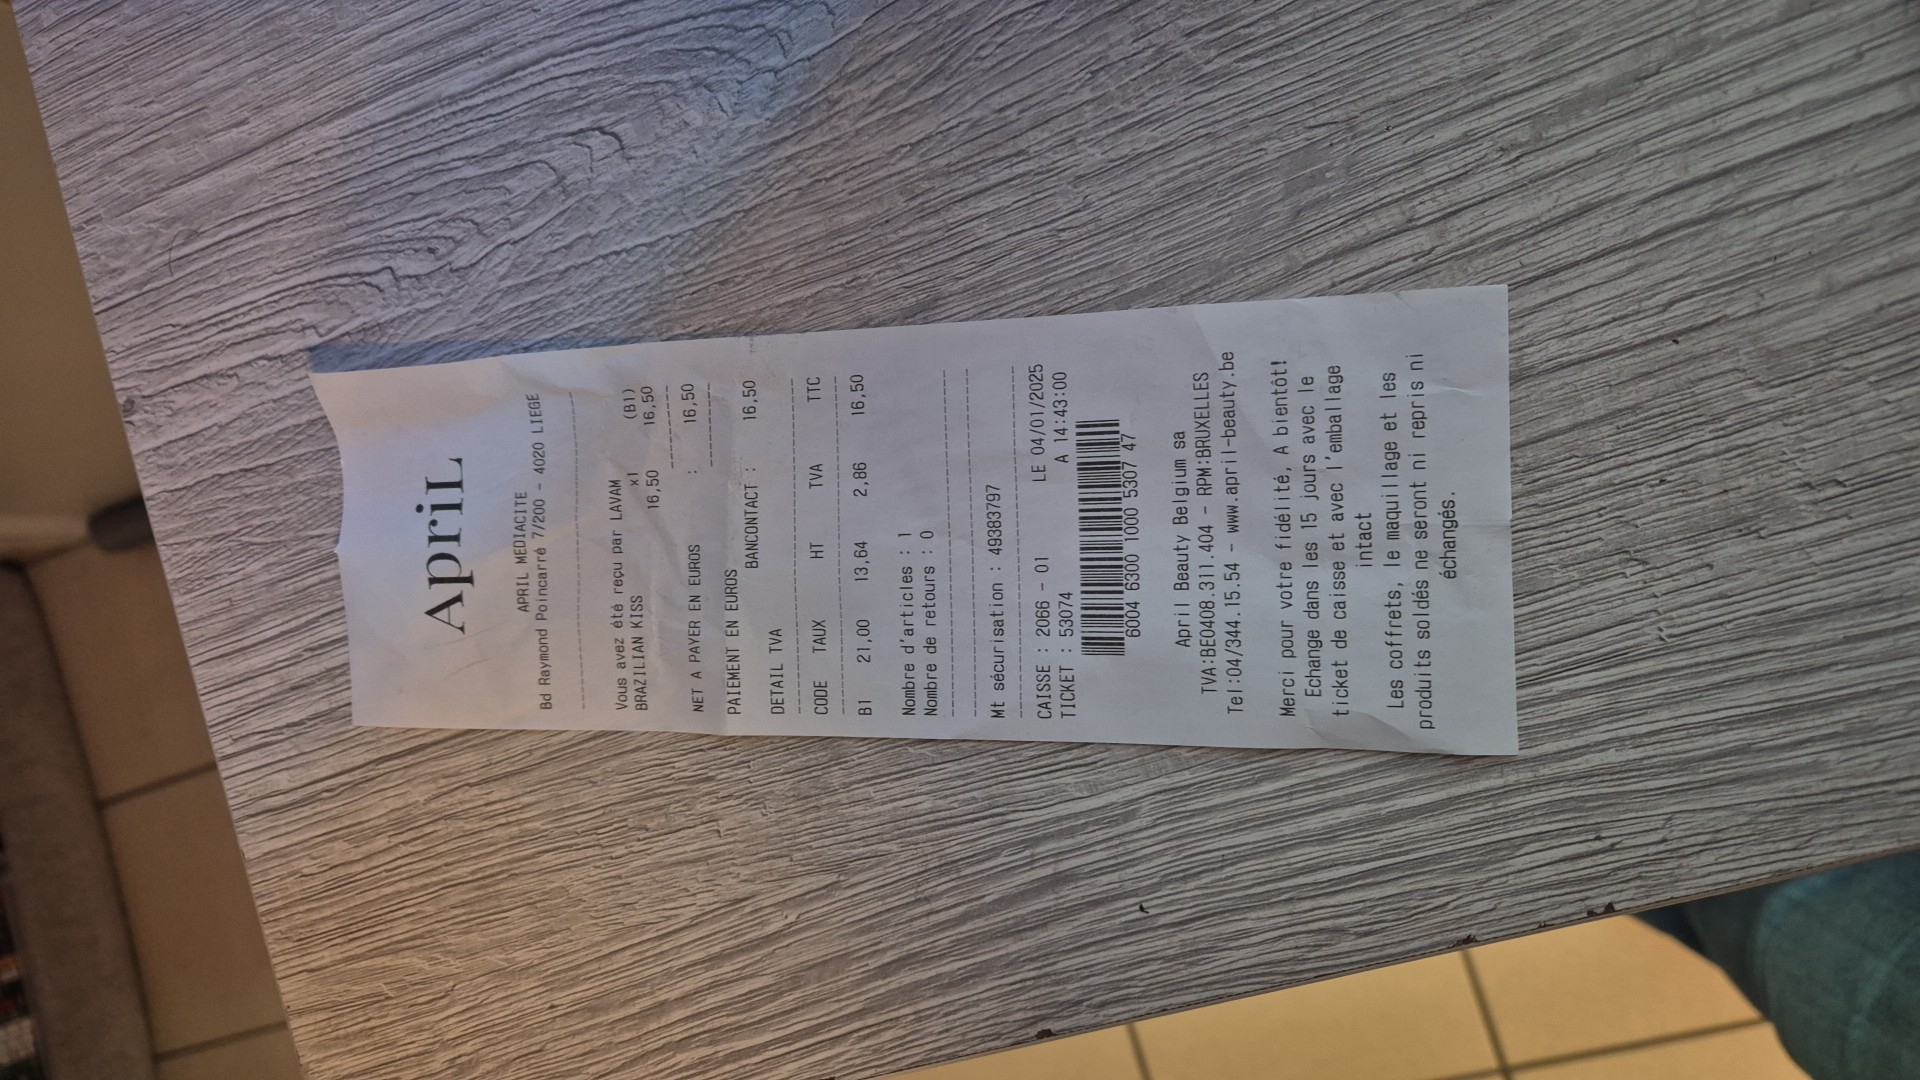 April
APRIL MEDIACITE
Bd Raymond Poincarré 7/200 - 4020 LIEGE
Vous avez été reçu par LAVAM
BRAZILIAN KISS x1 (B1)
16,50 16,50
NET A PAYER EN EUROS : 16,50
PAIEMENT EN EUROS
BANCONTACT : 16,50
DETAIL TVA
CODE TAUX HT TVA TTC
B1 21,00 13,64 2,86 16,50
Nombre d'articles : 1
Nombre de retours : 0
Mt sécurisation : 49383797
CAISSE : 2066 - 01 LE 04/01/2025
TICKET : 53074 A 14:43:00
6004 6300 1000 5307 47
April Beauty Belgium sa
TVA:BE0408.311.404 - RPM:BRUXELLES
Tel:04/344.15.54 - www.april-beauty.be
Merci pour votre fidélité, A bientôt!
Echange dans les 15 jours avec le
ticket de caisse et avec l'emballage
intact
Les coffrets, le maquillage et les
produits soldés ne seront ni repris ni
échangés.